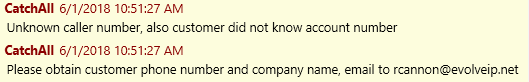 CatchAll 6/1/2018 10:51:27 AM
Unknown caller number, also customer did not know account number
CatchAll 6/1/2018 10:51:27 AM
Please obtain customer phone number and company name, email to rcannon@evolveip.net